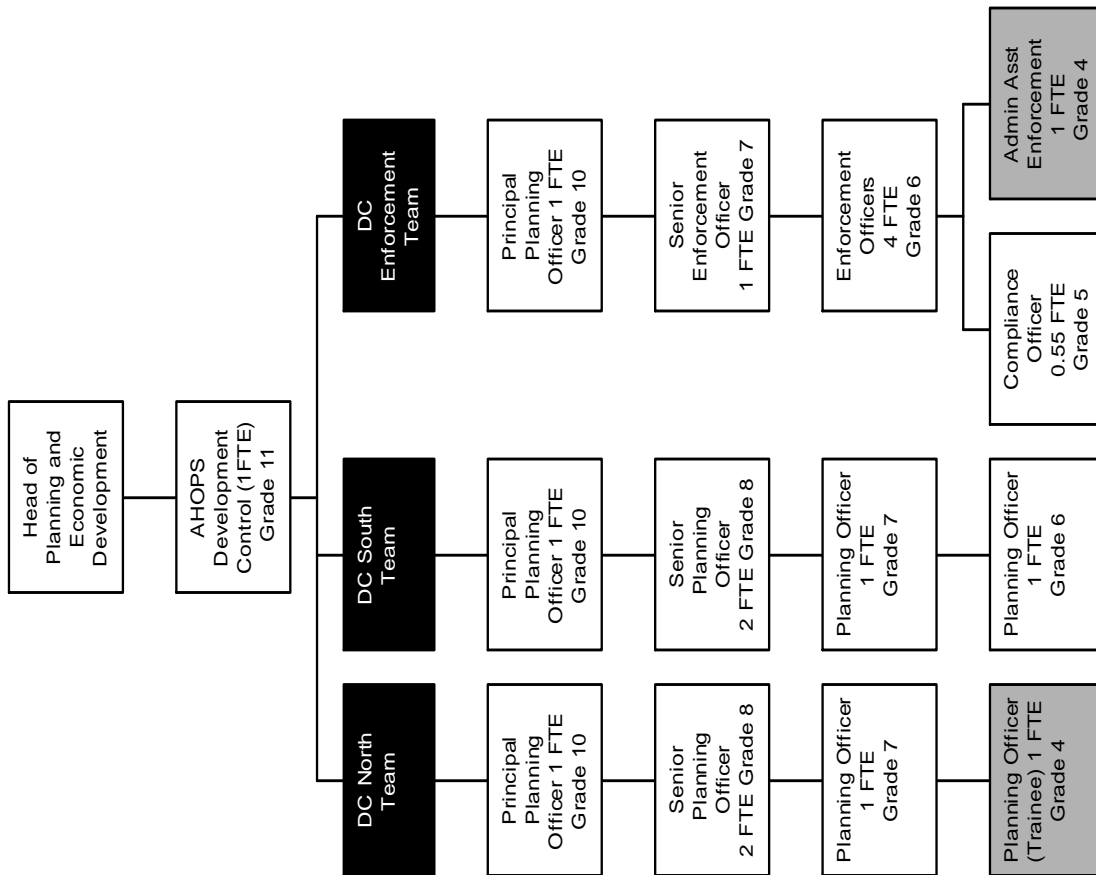 Head of
Planning and
Economic
Development
AHOPS
Development
Control (1FTE)
Grade 11
DC North
Team
DC South
Team
DC
Enforcement
Team
Principal
Planning
Officer 1 FTE
Grade 10
Principal
Planning
Officer 1 FTE
Grade 10
Principal
Planning
Officer 1 FTE
Grade 10
Senior
Planning
Officer
2 FTE Grade 8
Senior
Planning
Officer
2 FTE Grade 8
Senior
Enforcement
Officer
1 FTE Grade 7
Planning Officer
1 FTE
Grade 7
Planning Officer
1 FTE
Grade 7
Enforcement
Officers
4 FTE
Grade 6
Planning Officer
(Trainee) 1 FTE
Grade 4
Planning Officer
1 FTE
Grade 6
Compliance
Officer
0.55 FTE
Grade 5
Admin Asst
Enforcement
1 FTE
Grade 4